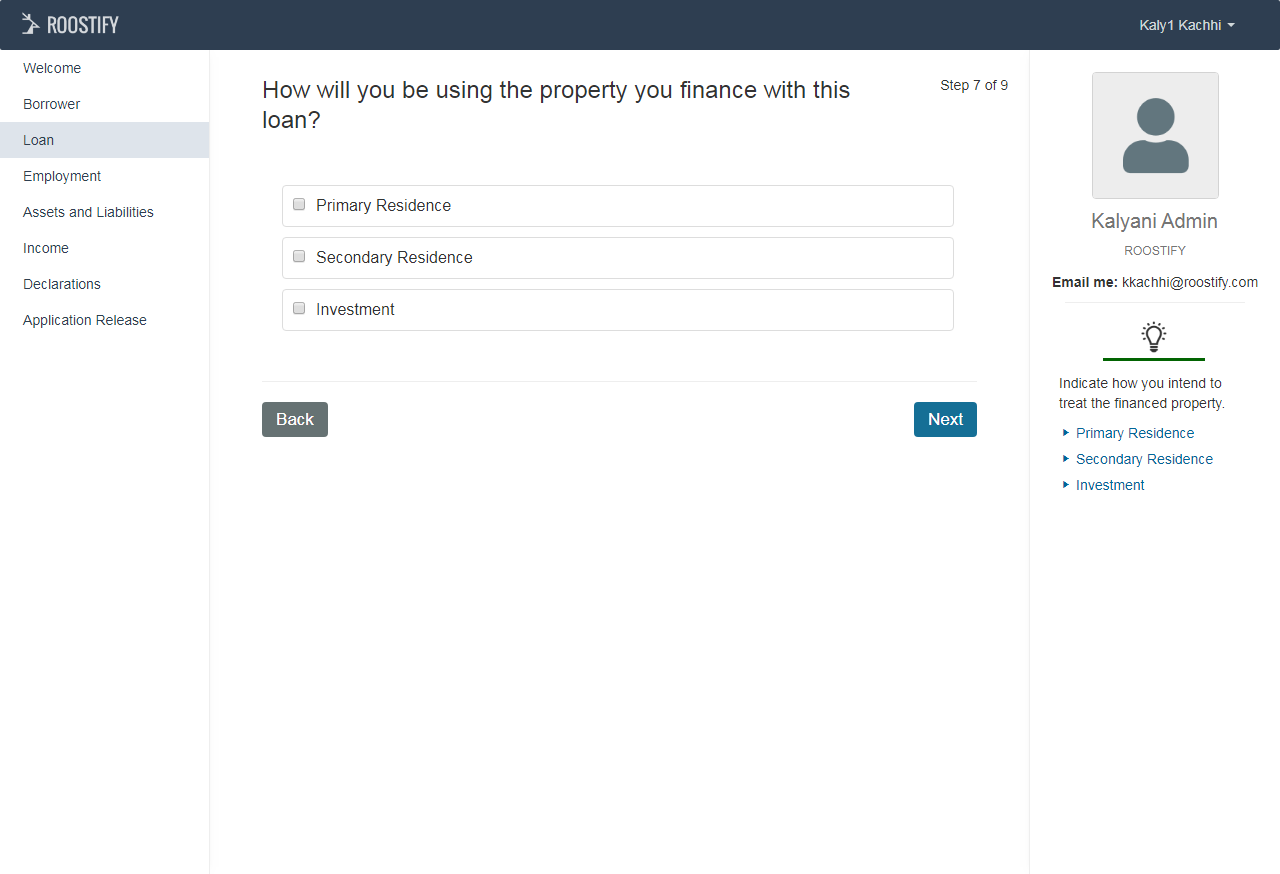 ROOSTIFY
Kaly1 Kachhi
Welcome
Borrower
Loan
Employment
Assets and Liabilities
Income
Declarations
Application Release
How will you be using the property you finance with this
loan?
Step 7 of 9
Primary Residence
Secondary Residence
Investment
Back
Next
Kalyani Admin
ROOSTIFY
Email me: kkachhi@roostify.com
Indicate how you intend to
treat the financed property.
Primary Residence
Secondary Residence
Investment